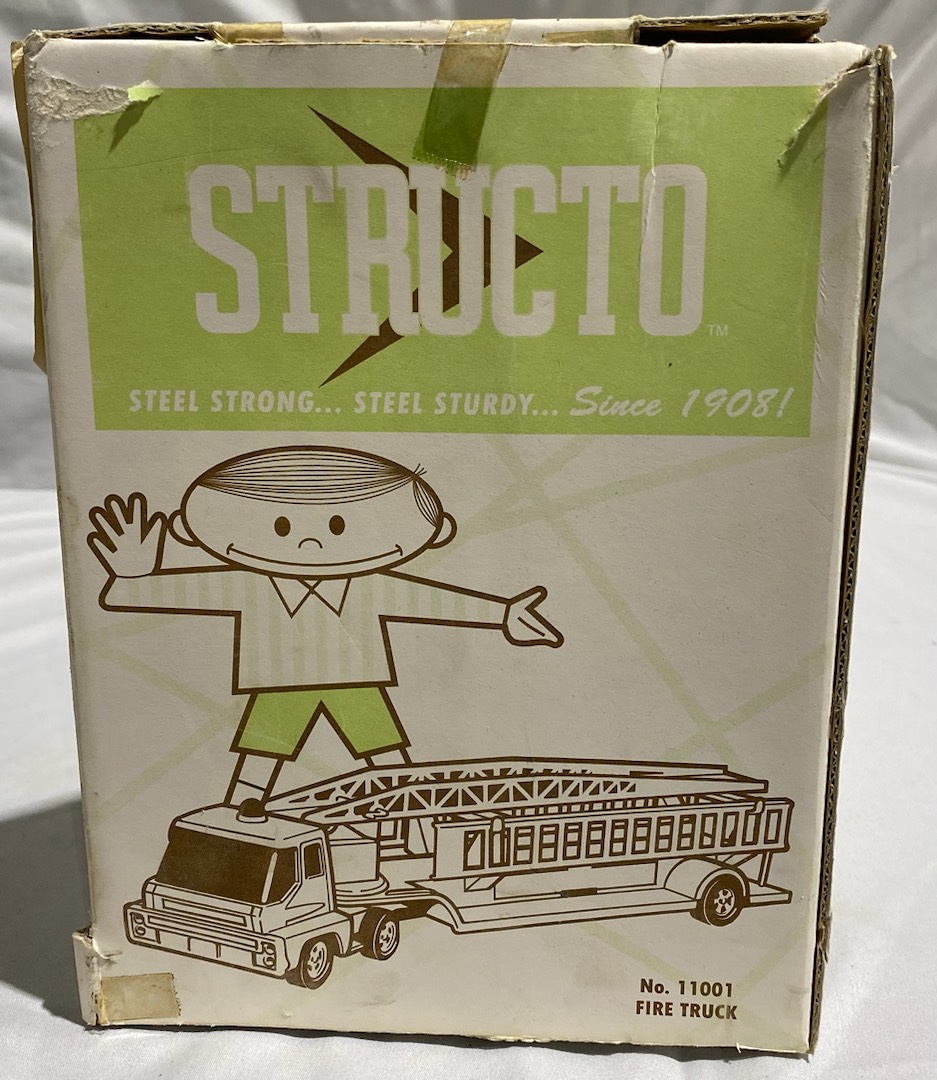 STRUCTO
TM
STEEL STRONG... STEEL STURDY... Since 1908!
No. 11001
FIRE TRUCK